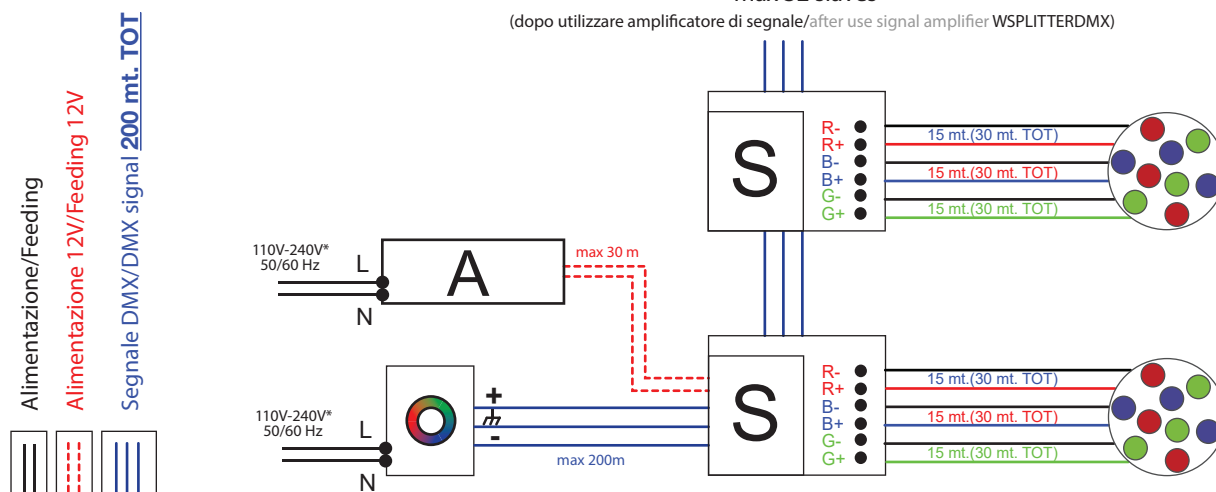 (dopo utilizzare amplificatore di segnale/after use signal amplifier WSPLITTERDMX)
Alimentazione/Feeding
Alimentazione 12V/Feeding 12V
Segnale DMX/DMX signal 200 mt. TOT
S
R-
R+
B-
B+
G-
G+
15 mt.(30 mt. TOT)
15 mt.(30 mt. TOT)
15 mt.(30 mt. TOT)
110V-240V*
50/60 Hz
L
N
A
max 30 m
110V-240V*
50/60 Hz
L
N
+
-
max 200m
S
R-
R+
B-
B+
G-
G+
15 mt.(30 mt. TOT)
15 mt.(30 mt. TOT)
15 mt.(30 mt. TOT)